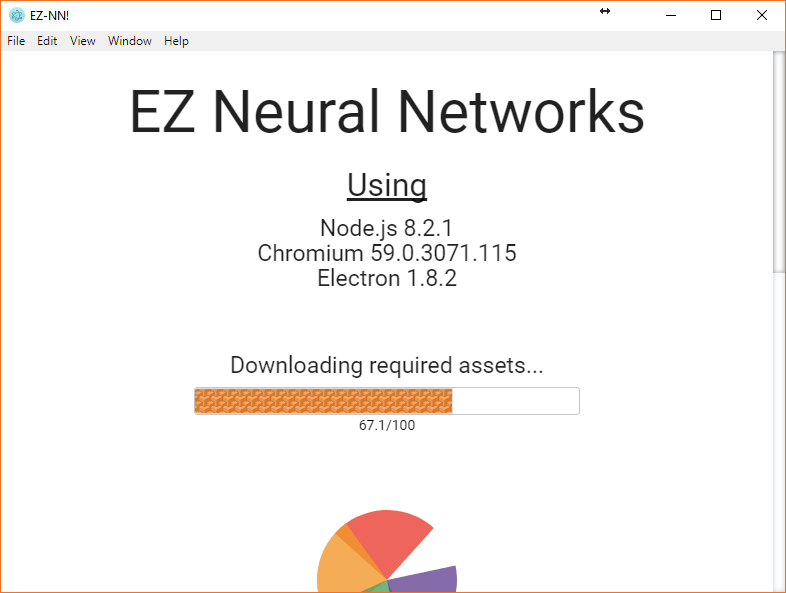 EZ-NN!
File Edit View Window Help
EZ Neural Networks
Using
Node.js 8.2.1
Chromium 59.0.3071.115
Electron 1.8.2
Downloading required assets...
67.1/100